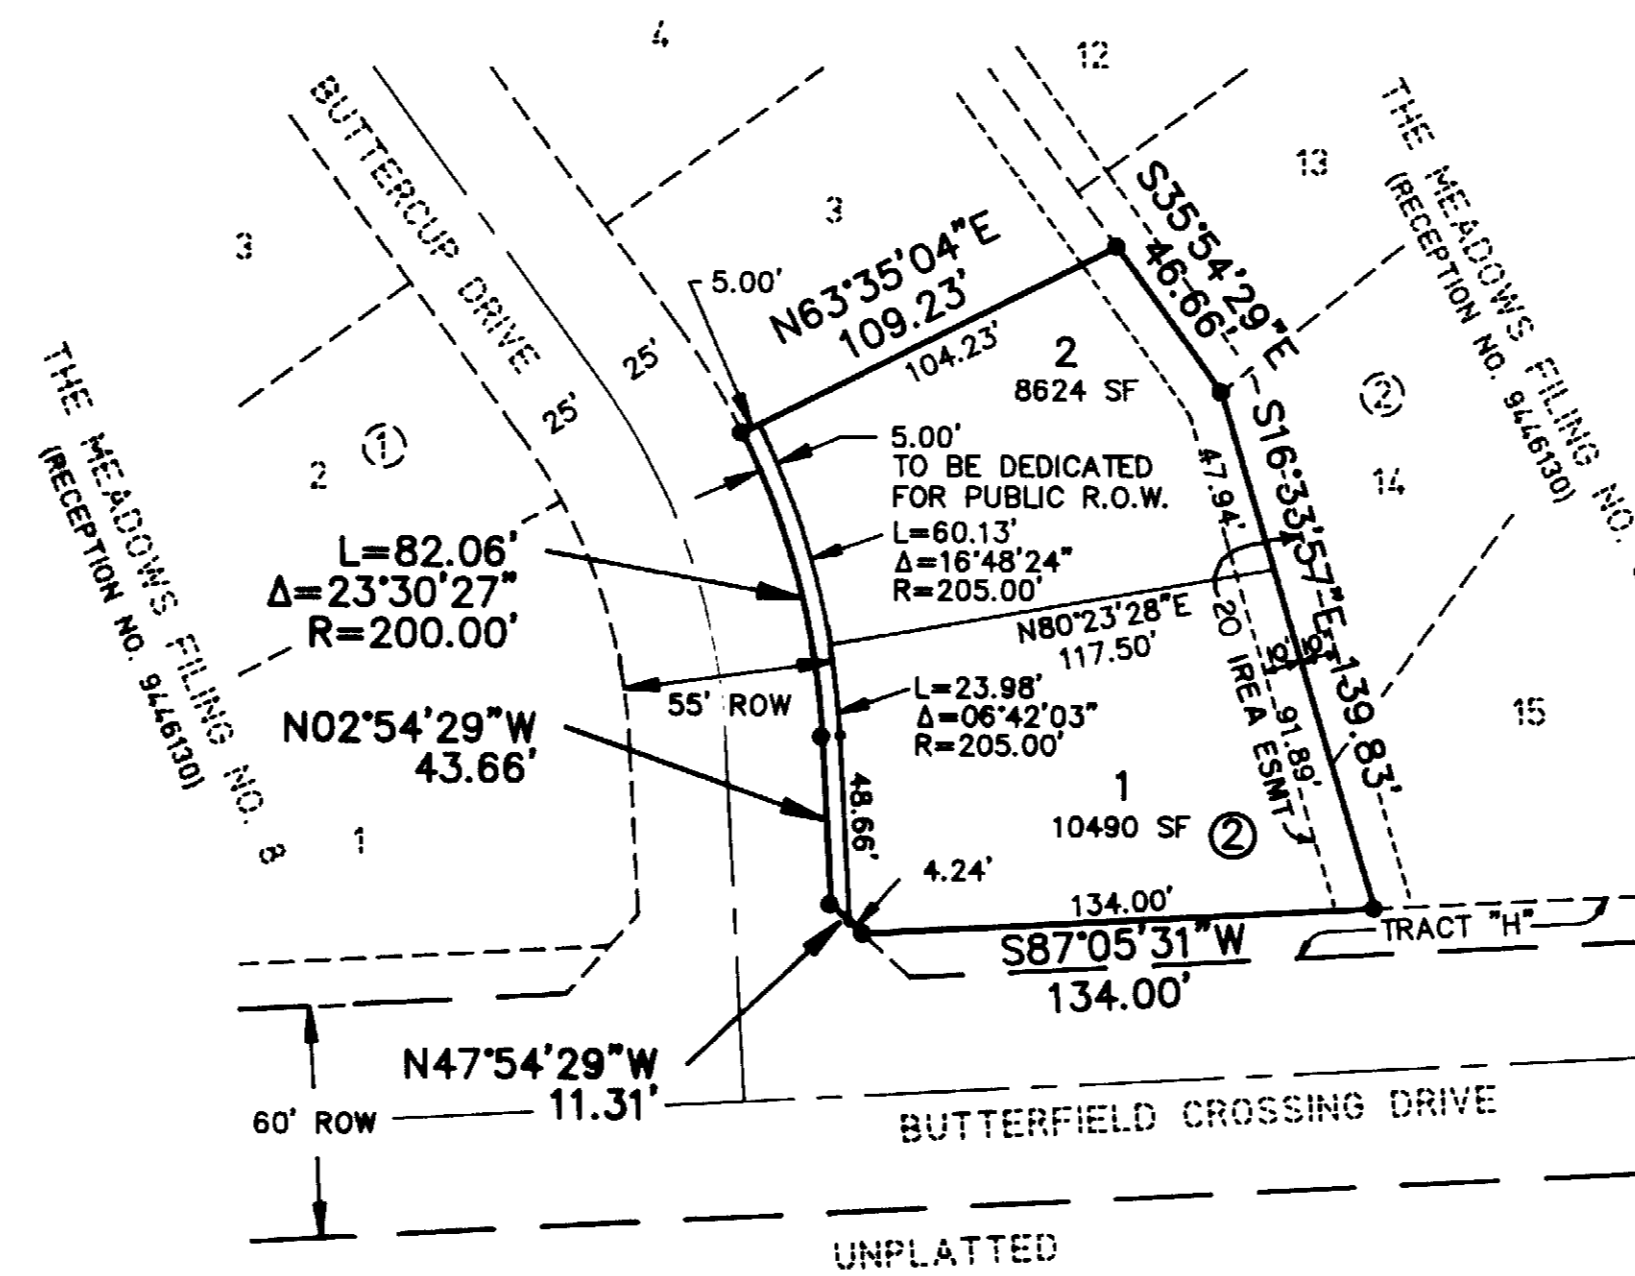 4
12
BUTTERCUP DRIVE
THE MEADOWS FILING NO.
(RECEPTION NO. 9446130)
13
S35°54'29"E
46.66'
3
3
N63°35'04"E
109.23'
104.23'
5.00'
2
8624 SF
25'
25'
THE MEADOWS FILING NO. 8
(RECEPTION NO. 9446130)
1
2
2
14
S16°33'57"E 139.83'
47.94'
5.00'
TO BE DEDICATED
FOR PUBLIC R.O.W.
L=60.13'
Δ=16°48'24"
R=205.00'
L=82.06'
Δ=23°30'27"
R=200.00'
N80°23'28"E
117.50'
20' IREA ESMT
10'
10'
91.89'
L=23.98'
Δ=06°42'03"
R=205.00'
55' ROW
N02°54'29"W
43.66'
15
48.66'
1
10490 SF
2
1
4.24'
134.00'
S87°05'31"W
134.00'
TRACT "H"
N47°54'29"W
11.31'
60' ROW
BUTTERFIELD CROSSING DRIVE
UNPLATTED